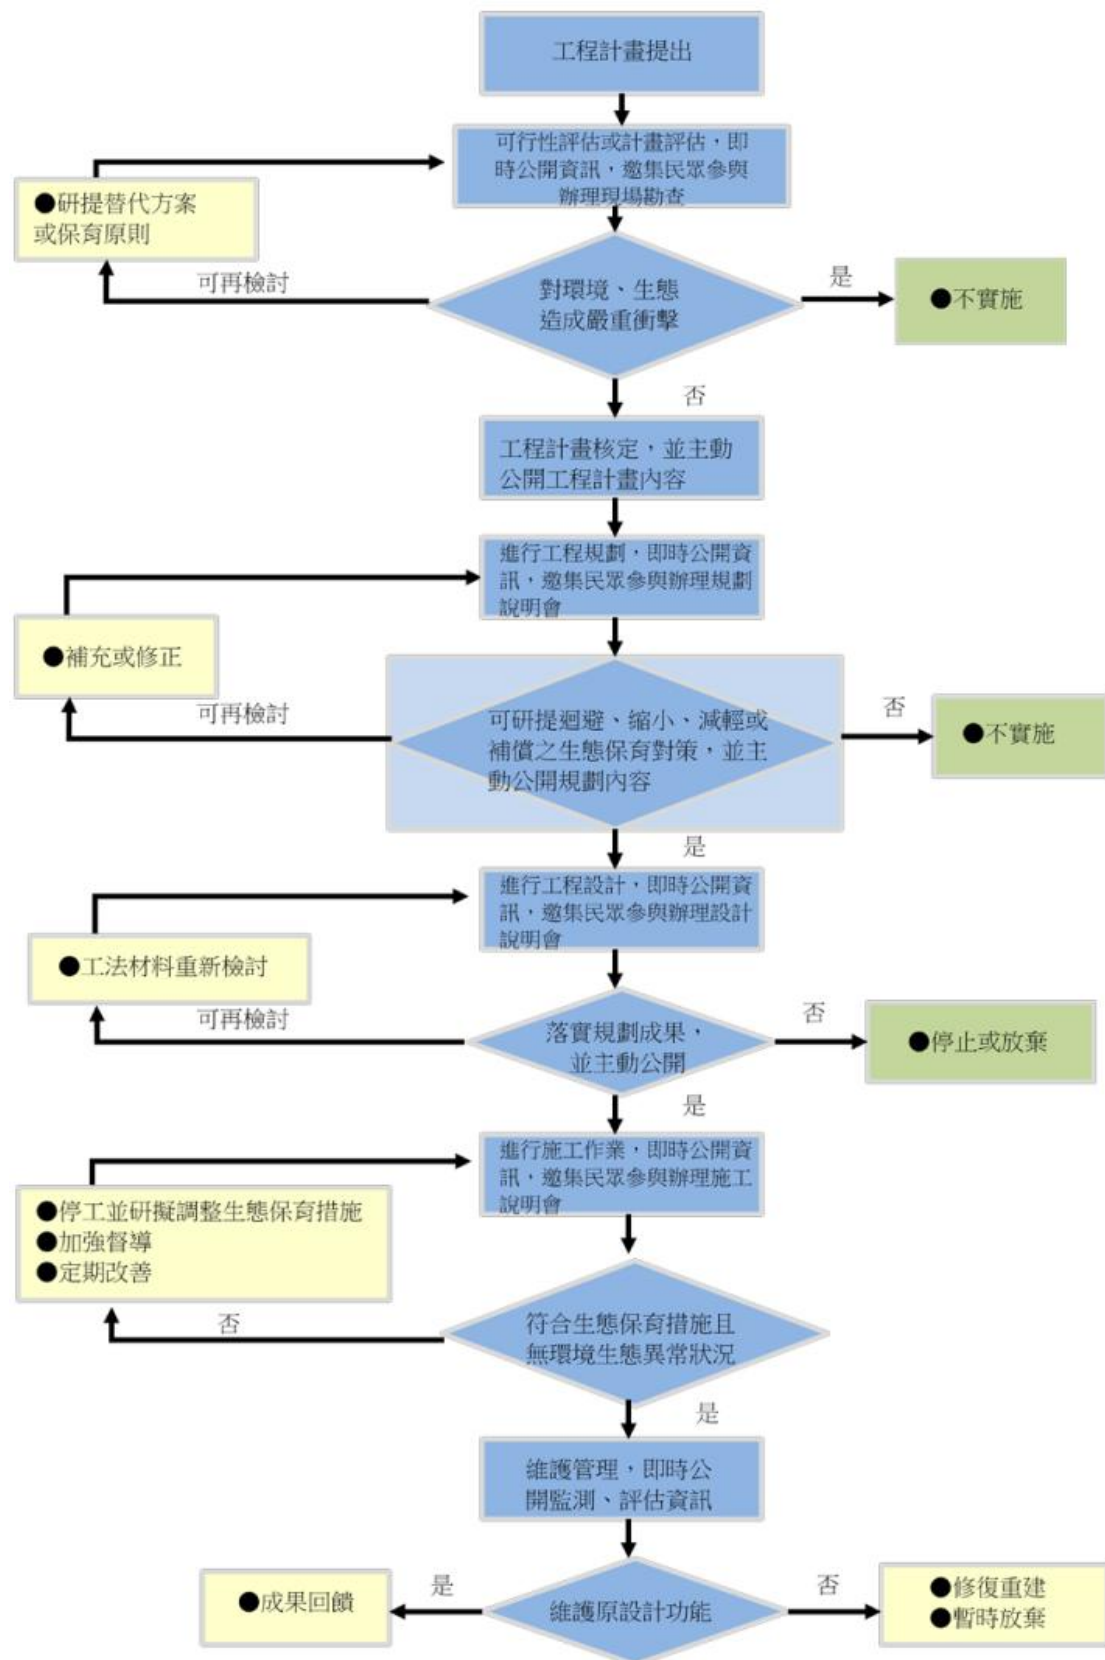 工程計畫提出
可行性評估或計畫評估，即
時公開資訊，邀集民眾參與
辦理現場勘查
●研提替代方案
或保育原則
可再檢討
對環境、生態
造成嚴重衝擊
是
●不實施
否
工程計畫核定，並主動
公開工程計畫內容
進行工程規劃，即時公開資
訊，邀集民眾參與辦理規劃
說明會
●補充或修正
可再檢討
可研提迴避、縮小、減輕或
補償之生態保育對策，並主
動公開規劃內容
否
●不實施
是
進行工程設計，即時公開資
訊，邀集民眾參與辦理設計
說明會
●工法材料重新檢討
可再檢討
落實規劃成果，
並主動公開
否
●停止或放棄
是
進行施工作業，即時公開資
訊，邀集民眾參與辦理施工
說明會
●停工並研擬調整生態保育措施
●加強督導
●定期改善
否
符合生態保育措施且
無環境生態異常狀況
是
維護管理，即時公
開監測、評估資訊
●成果回饋
是
維護原設計功能
否
●修復重建
●暫時放棄